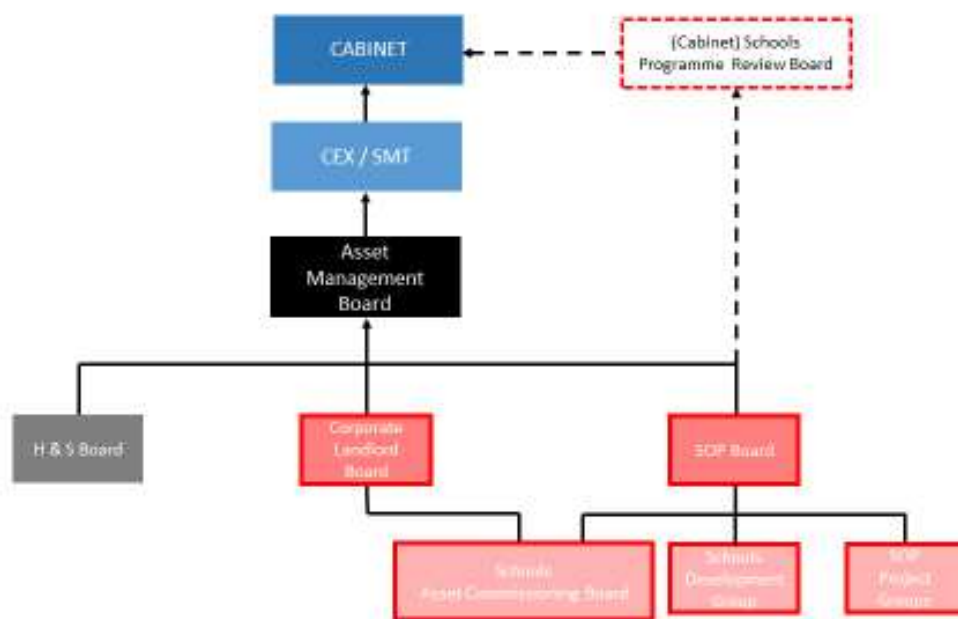 CABINET
(Cabinet) Schools
Programme Review Board
CEX / SMT
Asset
Management
Board
H & S Board
Corporate
Landlord
Board
SOP Board
Schools
Asset Commissioning Board
Schools
Development
Group
SOP
Project
Groups